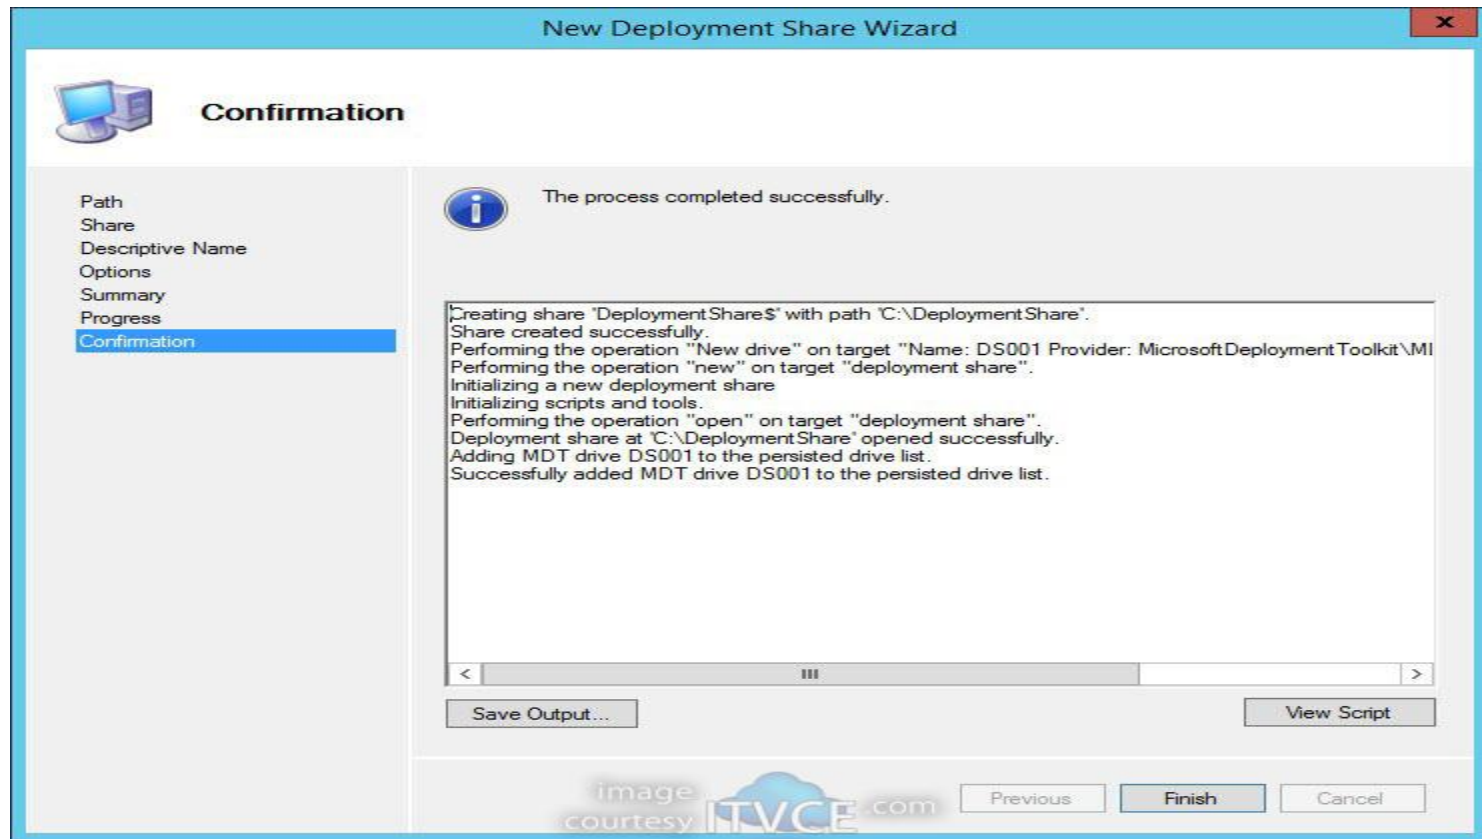 New Deployment Share Wizard
x
Confirmation
Path
Share
Descriptive Name
Options
Summary
Progress
Confirmation
The process completed successfully.
Creating share 'DeploymentShare$' with path 'C:\DeploymentShare'.
Share created successfully.
Performing the operation "New drive" on target "Name: DS001 Provider: MicrosoftDeploymentToolkit\MI
Performing the operation "new" on target "deployment share".
Initializing a new deployment share
Initializing scripts and tools.
Performing the operation "open" on target "deployment share".
Deployment share at 'C:\DeploymentShare' opened successfully.
Adding MDT drive DS001 to the persisted drive list.
Successfully added MDT drive DS001 to the persisted drive list.
Save Output...
View Script
image
courtesy ITVCE.com
Previous
Finish
Cancel